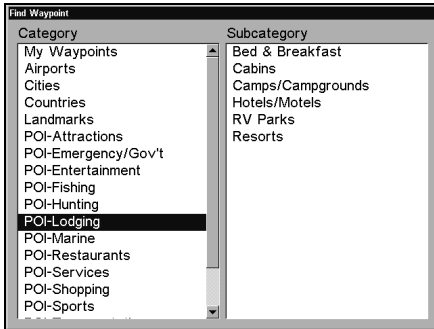 Find Waypoint
Category
My Waypoints
Airports
Cities
Countries
Landmarks
POI-Attractions
POI-Emergency/Gov't
POI-Entertainment
POI-Fishing
POI-Hunting
POI-Lodging
POI-Marine
POI-Restaurants
POI-Services
POI-Shopping
POI-Sports
Subcategory
Bed & Breakfast
Cabins
Camps/Campgrounds
Hotels/Motels
RV Parks
Resorts